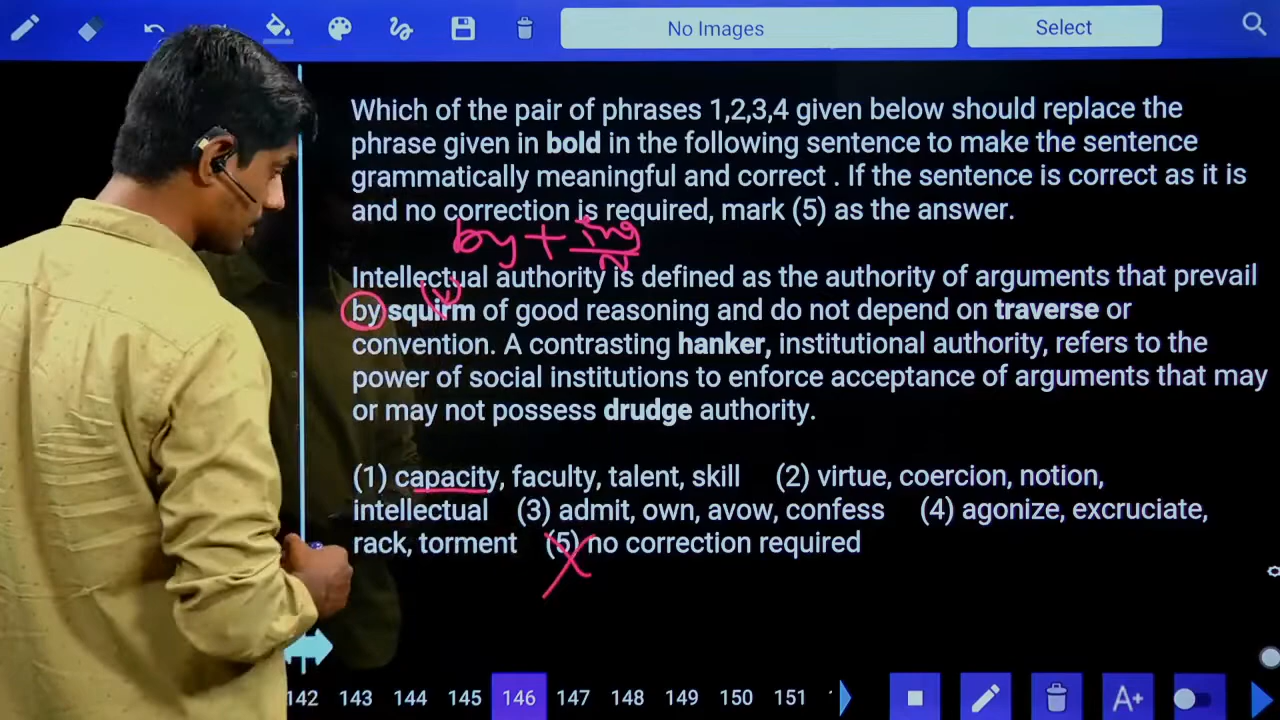 No Images
Select
Which of the pair of phrases 1,2,3,4 given below should replace the
phrase given in bold in the following sentence to make the sentence
grammatically meaningful and correct . If the sentence is correct as it is
and no correction is required, mark (5) as the answer.
by + ing
Intellectual authority is defined as the authority of arguments that prevail
(v)
by squirm of good reasoning and do not depend on traverse or
convention. A contrasting hanker, institutional authority, refers to the
power of social institutions to enforce acceptance of arguments that may
or may not possess drudge authority.
(1) capacity, faculty, talent, skill (2) virtue, coercion, notion,
intellectual (3) admit, own, avow, confess (4) agonize, excruciate,
rack, torment (5) no correction required
142 143 144 145 146 147 148 149 150 151
A+